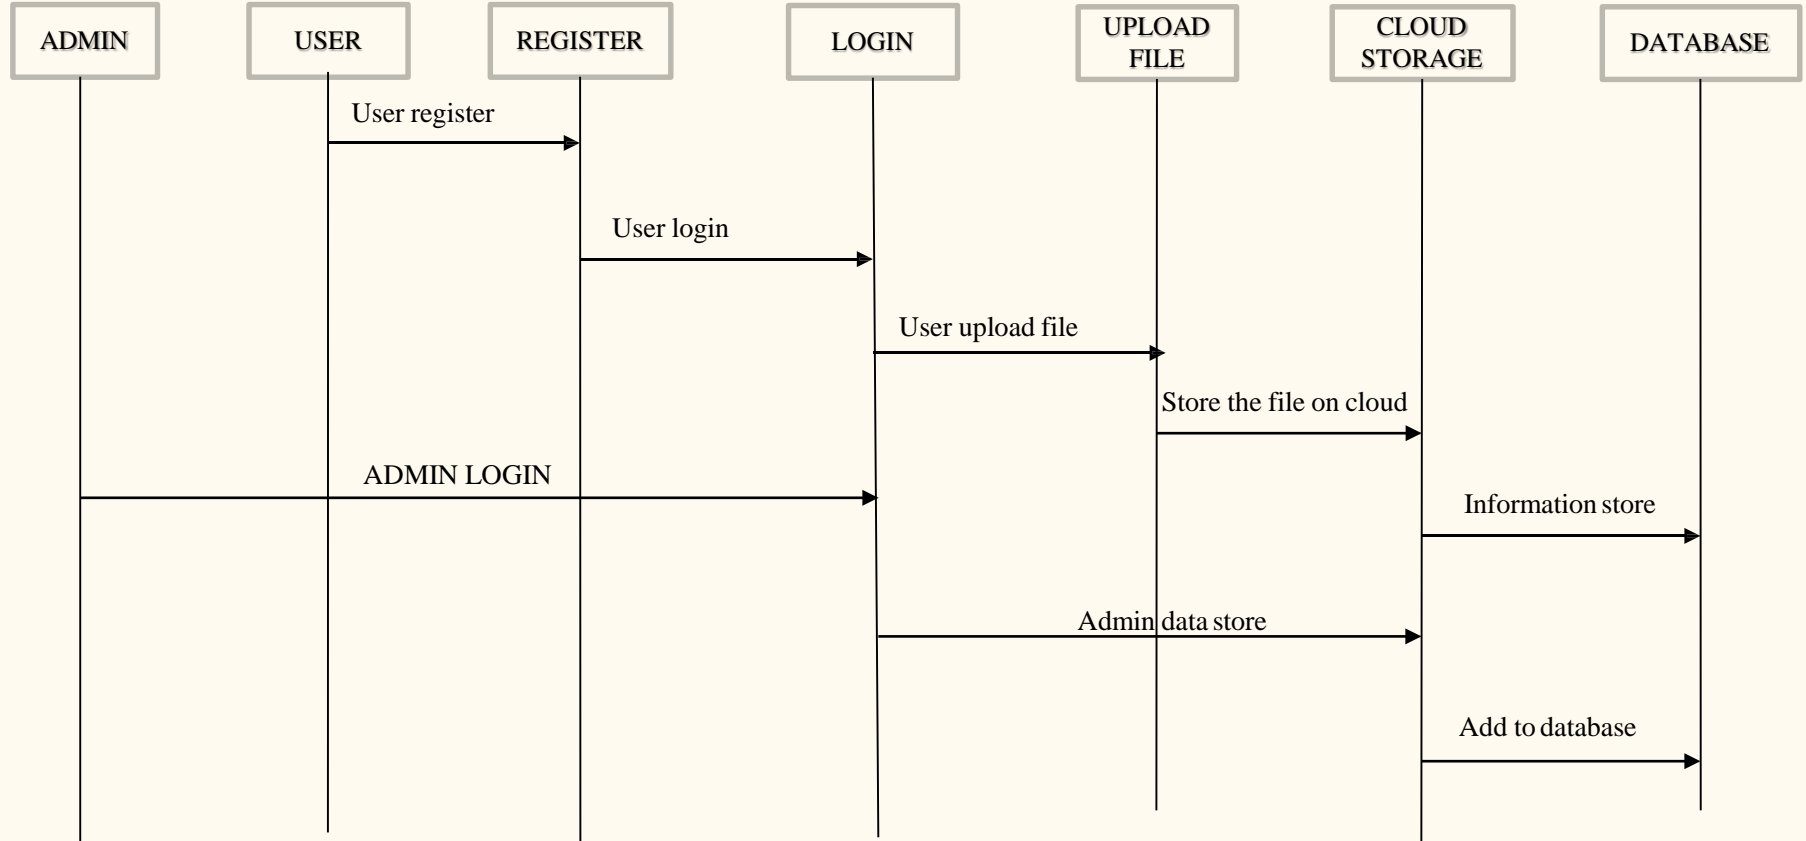 ADMIN
USER
REGISTER
LOGIN
UPLOAD
FILE
CLOUD
STORAGE
DATABASE
User register
User login
User upload file
Store the file on cloud
ADMIN LOGIN
Information store
Admin data store
Add to database